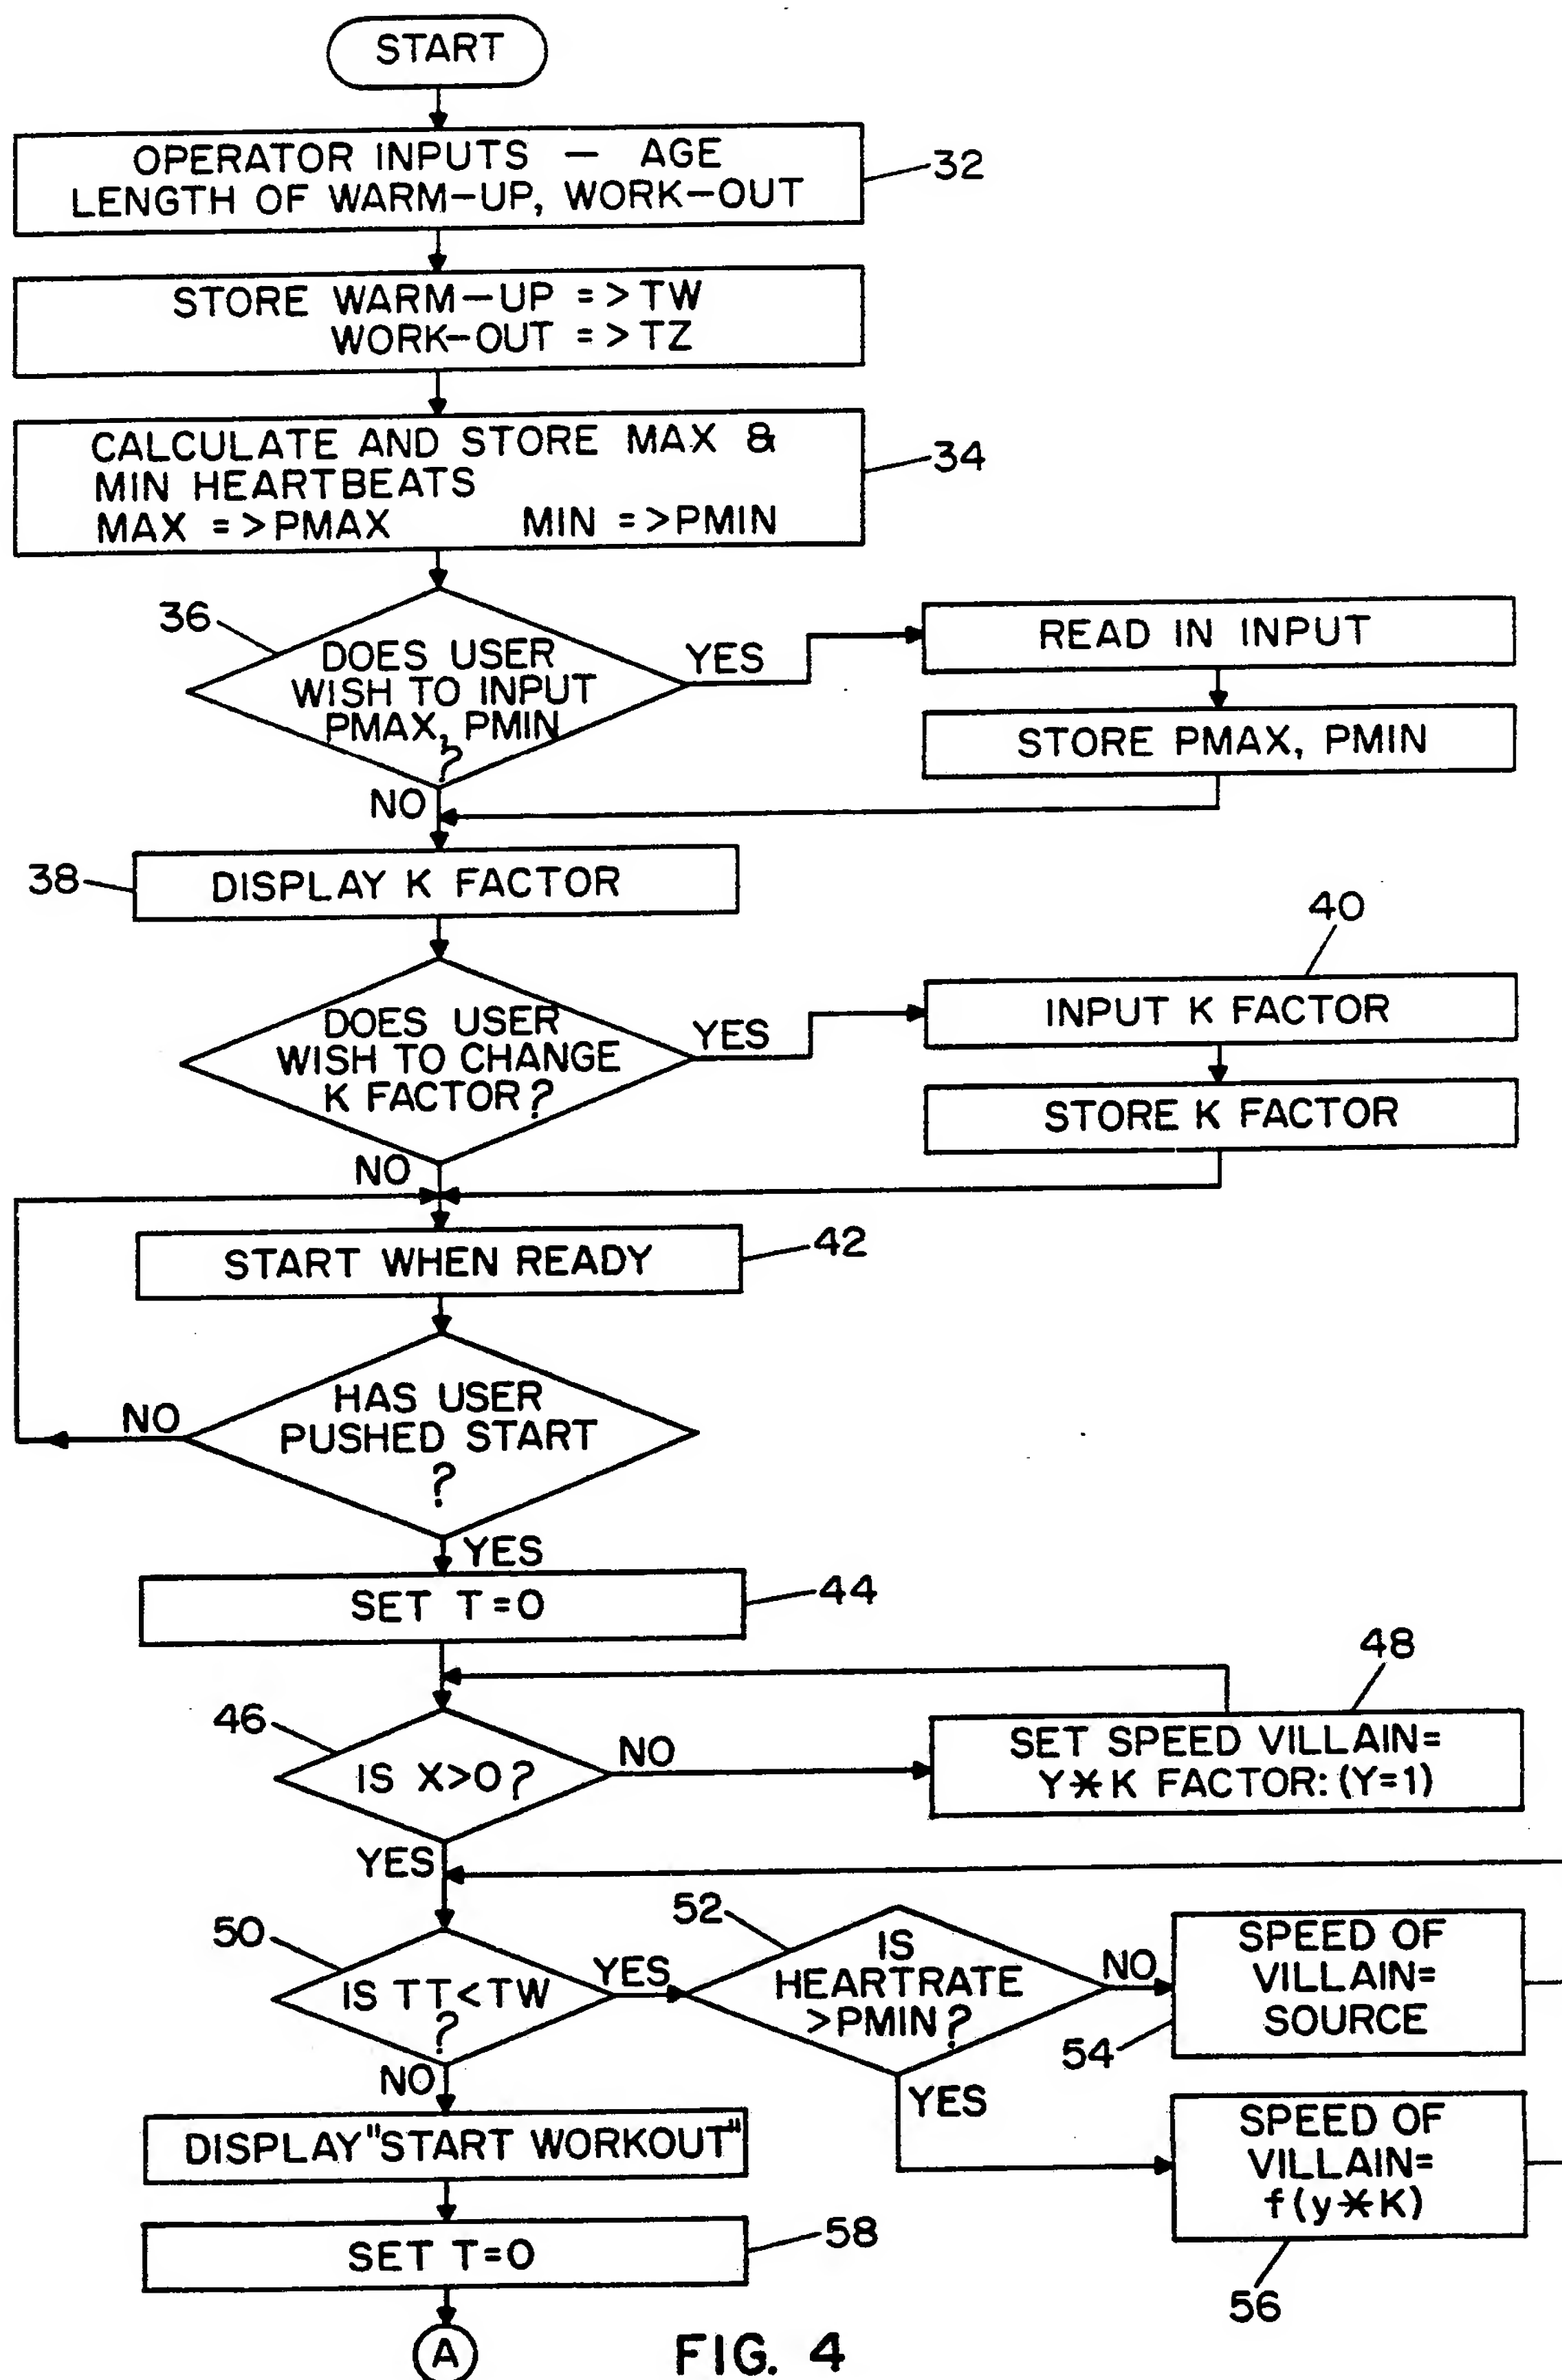 START
OPERATOR INPUTS — AGE
LENGTH OF WARM-UP, WORK-OUT
32
STORE WARM-UP =>TW
WORK-OUT =>TZ
CALCULATE AND STORE MAX &
MIN HEARTBEATS
MAX =>PMAX MIN =>PMIN
34
36
DOES USER
WISH TO INPUT
PMAX, PMIN
?
YES
NO
READ IN INPUT
STORE PMAX, PMIN
38
DISPLAY K FACTOR
40
DOES USER
WISH TO CHANGE
K FACTOR?
YES
NO
INPUT K FACTOR
STORE K FACTOR
START WHEN READY
42
HAS USER
PUSHED START
?
NO
YES
SET T=0
44
46
IS X>0?
NO
YES
48
SET SPEED VILLAIN=
Y*K FACTOR:(Y=1)
50
IS TT<TW
?
YES
NO
52
IS
HEARTRATE
>PMIN?
NO
YES
54
SPEED OF
VILLAIN=
SOURCE
SPEED OF
VILLAIN=
f(y*K)
56
DISPLAY"START WORKOUT"
SET T=0
58
A
FIG. 4